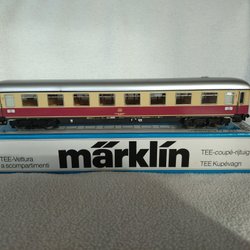 märklin
TEE-Vettura
a scompartimenti
TEE-coupé-rijtuig
TEE Kupévagn